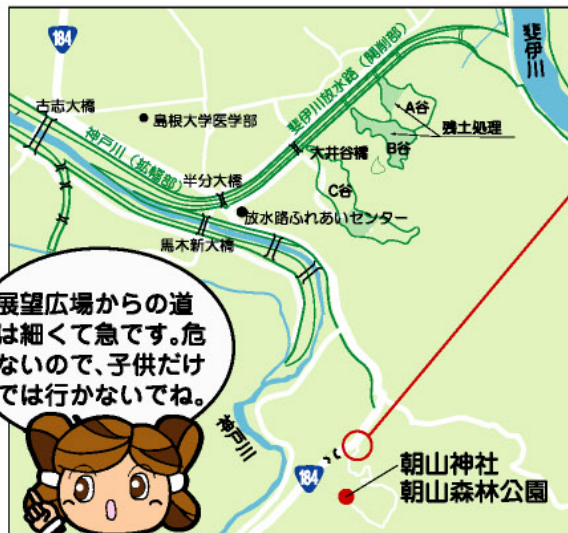 184
斐伊川
斐伊川放水路(開削部)
古志大橋
島根大学医学部
A谷
残土処理
神戸川(拡幅部)
大井谷橋
B谷
半分大橋
C谷
放水路ふれあいセンター
馬木新大橋
展望広場からの道
は細くて急です。危
ないので、子供だけ
では行かないでね。
神戸川
184
朝山神社
朝山森林公園